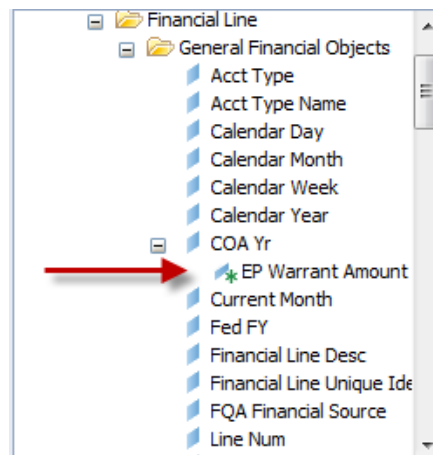 Financial Line
General Financial Objects
Acct Type
Acct Type Name
Calendar Day
Calendar Month
Calendar Week
Calendar Year
COA Yr
EP Warrant Amount
Current Month
Fed FY
Financial Line Desc
Financial Line Unique Ide
FQA Financial Source
Line Num